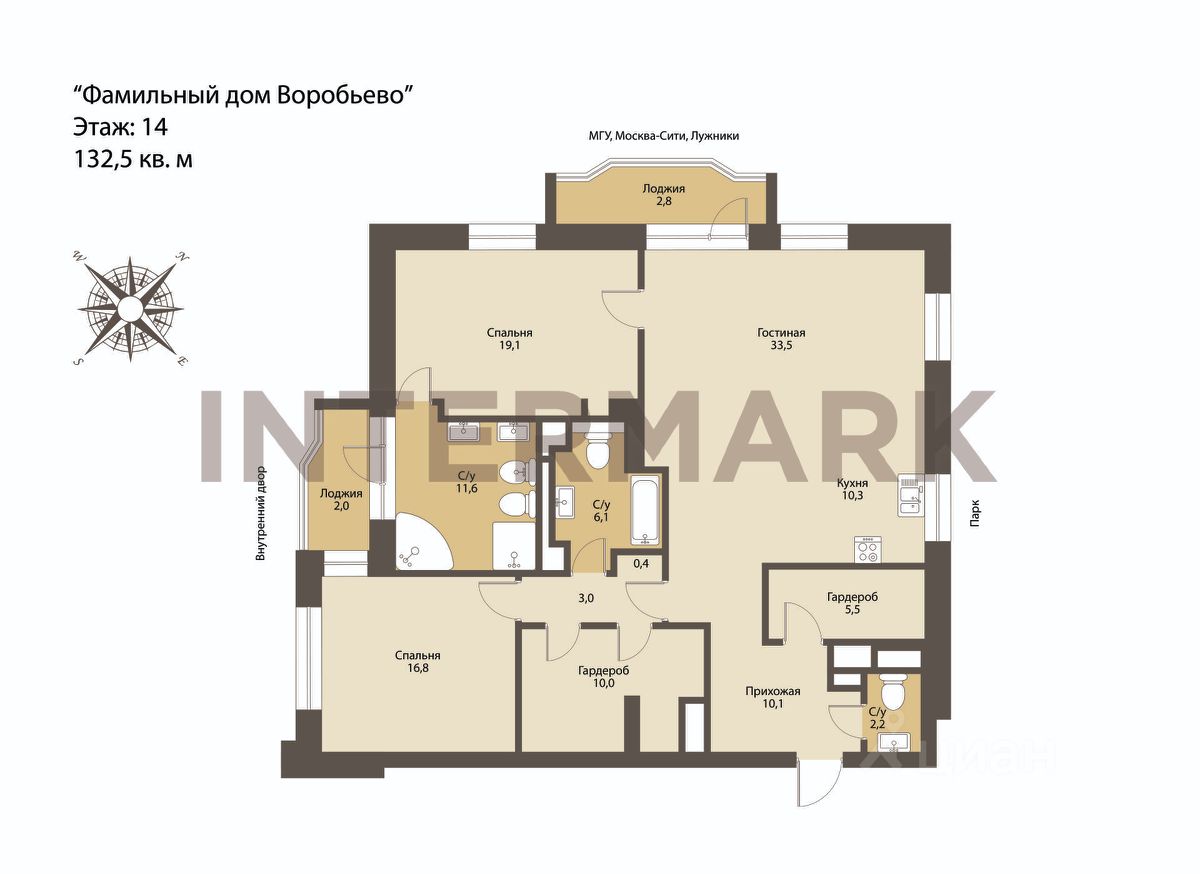 “Фамильный дом Воробьево”
Этаж: 14
132,5 кв. м
МГУ, Москва-Сити, Лужники
Лоджия
2,8
W
N
S
E
Спальня
19,1
Гостиная
33,5
INTERMARK
Внутренний двор
Лоджия
2,0
С/у
11,6
С/у
6,1
Кухня
10,3
Парк
0,4
3,0
Гардероб
5,5
Спальня
16,8
Гардероб
10,0
Прихожая
10,1
С/у
2,2
циан